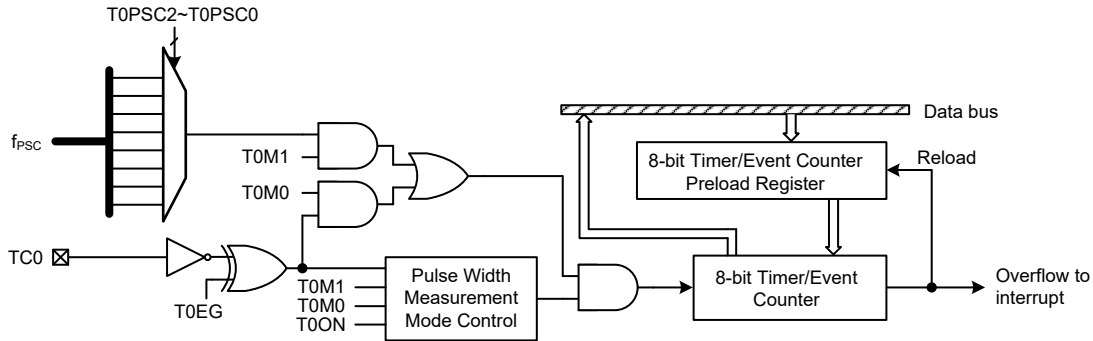 T0PSC2~T0PSC0
fPSC
Data bus
T0M1
8-bit Timer/Event Counter
Preload Register
Reload
T0M0
TC0
T0EG
T0M1
T0M0
T0ON
Pulse Width
Measurement
Mode Control
8-bit Timer/Event
Counter
Overflow to
interrupt